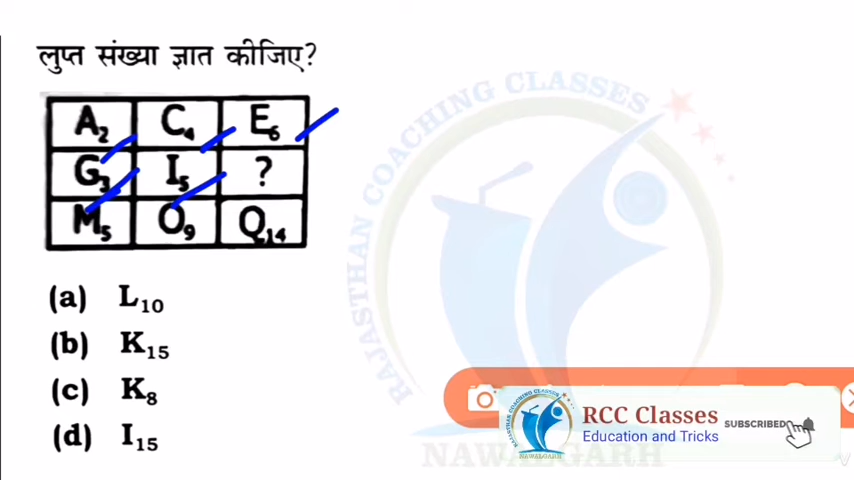 लुप्त संख्या ज्ञात कीजिए?
A₂ C₄ E₆
G₃ I₅ ?
M₅ O₉ Q₁₄
(a) L₁₀
(b) K₁₅
(c) K₈
(d) I₁₅
RAJASTHAN COACHING CLASSES
NAWALGARH
RCC Classes
Education and Tricks
SUBSCRIBED